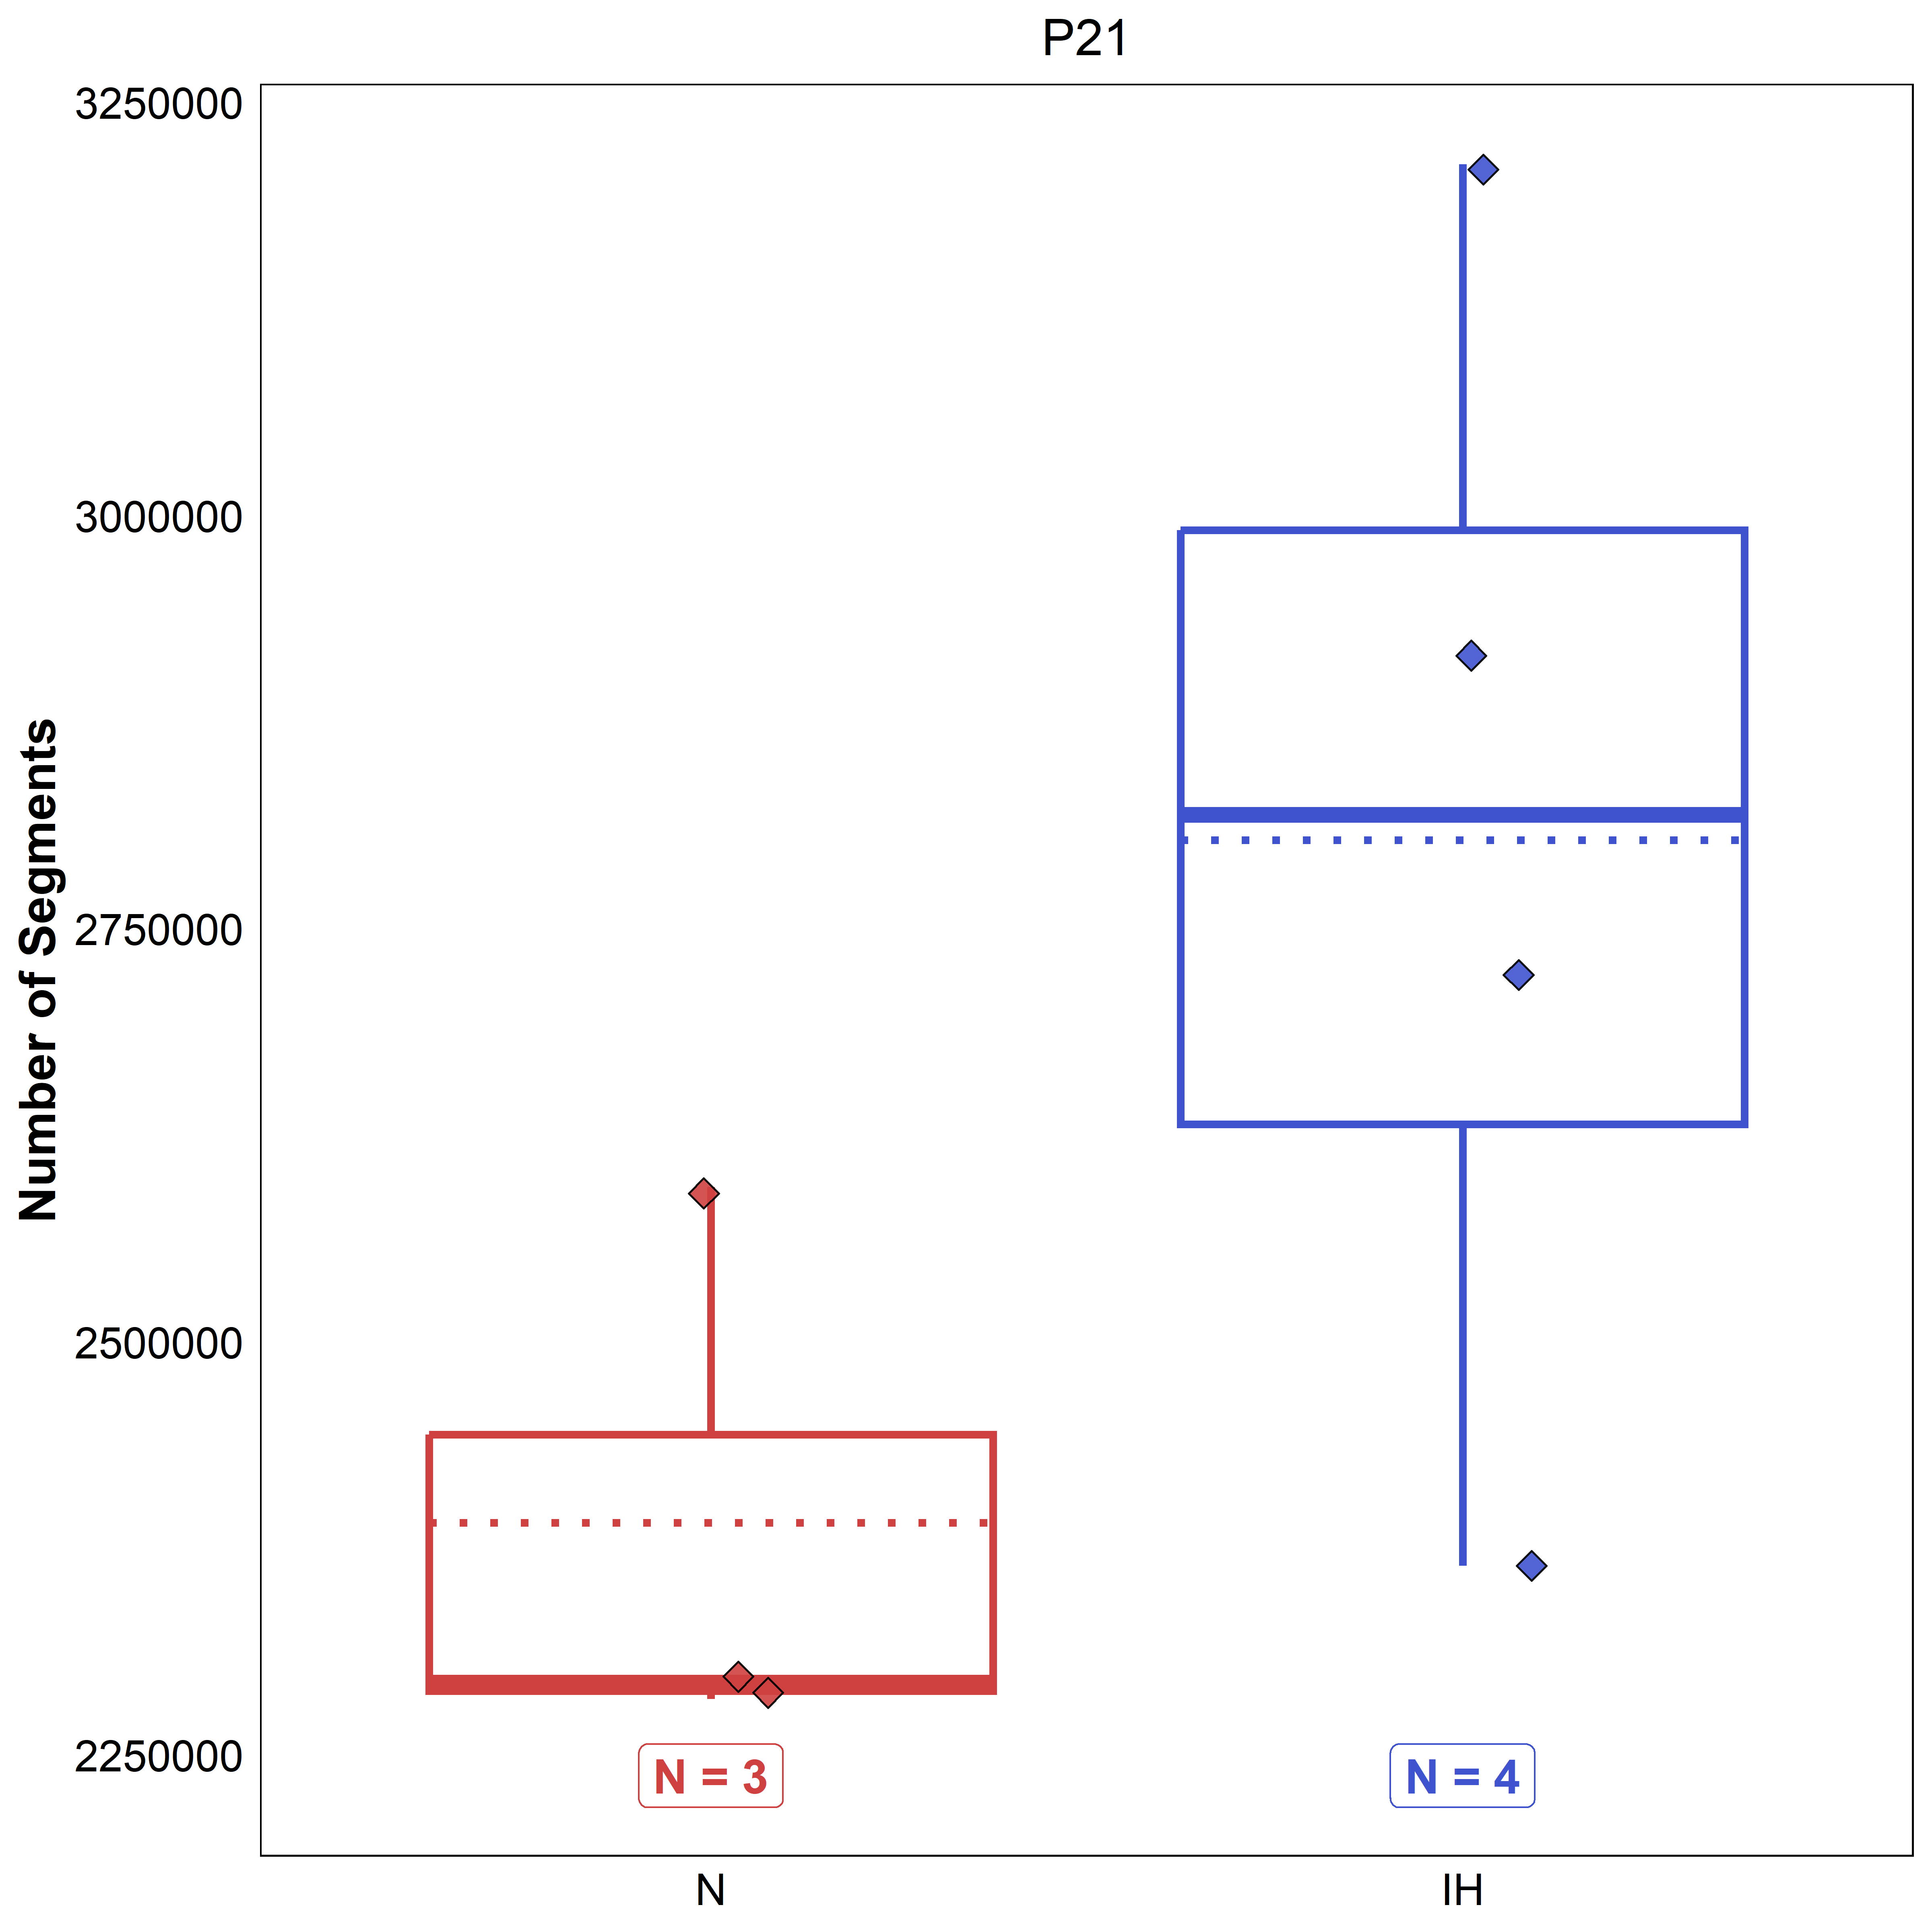 P21
3250000
3000000
2750000
2500000
2250000
Number of Segments
N = 3
N = 4
N
IH